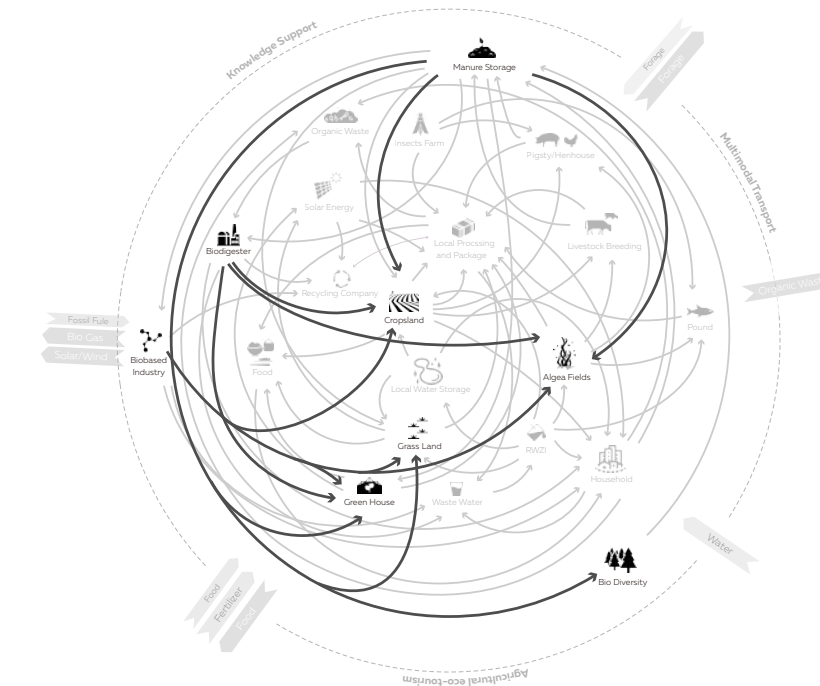 Knowledge Support
Manure Storage
Forage
Forage
Organic Waste
Insects Farm
Pigsty/Henhouse
Multimodal Transport
Solar Energy
Biodigester
Local Procssing
and Package
Livestock Breeding
Recycling Company
Organic Waste
Cropsland
Fossil Fule
Bio Gas
Solar/Wind
Pound
Biobased
Industry
Food
Local Water Storage
Algea Fields
Grass Land
RWZI
Household
Green House
Waste Water
Water
Bio Diversity
Food
Fertilizer
Food
Agricultural eco-tourism